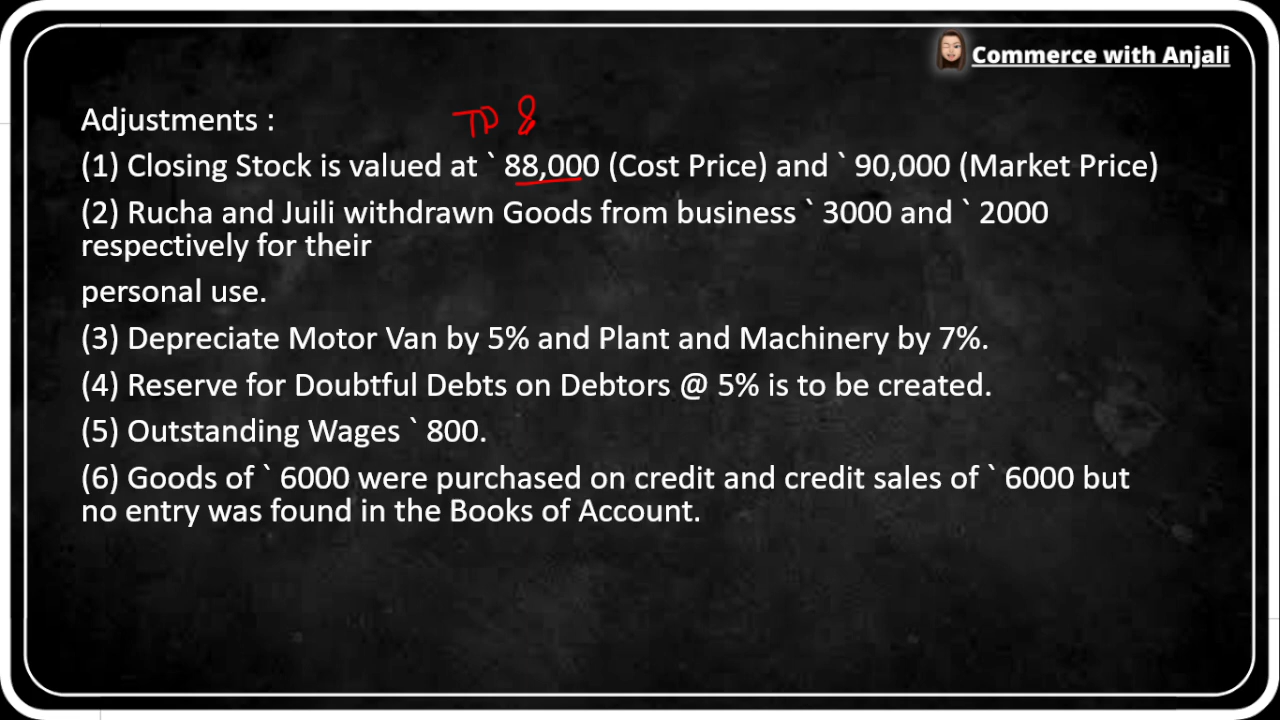 Commerce with Anjali
Adjustments :
TP 8
(1) Closing Stock is valued at ` 88,000 (Cost Price) and ` 90,000 (Market Price)
(2) Rucha and Juili withdrawn Goods from business ` 3000 and ` 2000
respectively for their
personal use.
(3) Depreciate Motor Van by 5% and Plant and Machinery by 7%.
(4) Reserve for Doubtful Debts on Debtors @ 5% is to be created.
(5) Outstanding Wages ` 800.
(6) Goods of ` 6000 were purchased on credit and credit sales of ` 6000 but
no entry was found in the Books of Account.